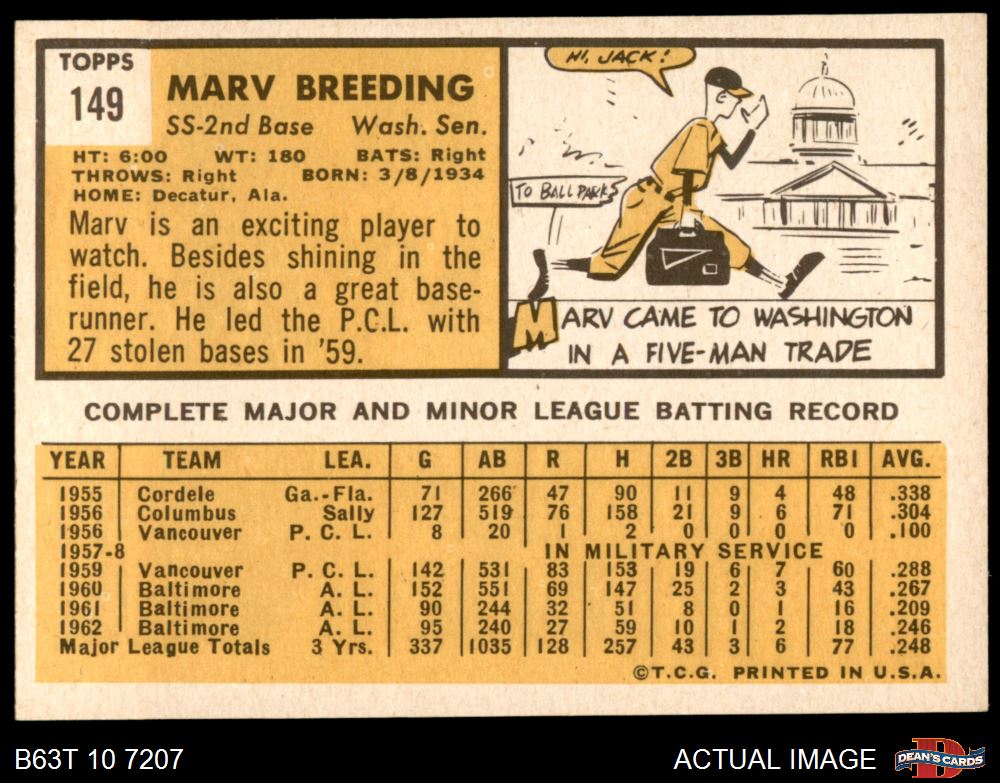 TOPPS
149
MARV BREEDING
SS-2nd Base Wash. Sen.
HT: 6:00 WT: 180 BATS: Right
THROWS: Right BORN: 3/8/1934
HOME: Decatur, Ala.
Marv is an exciting player to
watch. Besides shining in the
field, he is also a great base-
runner. He led the P.C.L. with
27 stolen bases in '59.
HI, JACK!
TO BALL PARKS
MARV CAME TO WASHINGTON
IN A FIVE-MAN TRADE
COMPLETE MAJOR AND MINOR LEAGUE BATTING RECORD
YEAR TEAM LEA. G AB R H 2B 3B HR RBI AVG.
1955 Cordele Ga.-Fla. 71 266 47 90 11 9 4 48 .338
1956 Columbus Sally 127 519 76 158 21 9 6 71 .304
1956 Vancouver P. C. L. 8 20 1 2 0 0 0 0 .100
1957-8 IN MILITARY SERVICE
1959 Vancouver P. C. L. 142 531 83 153 19 6 7 60 .288
1960 Baltimore A. L. 152 551 69 147 25 2 3 43 .267
1961 Baltimore A. L. 90 244 32 51 8 0 1 16 .209
1962 Baltimore A. L. 95 240 27 59 10 1 2 18 .246
Major League Totals 3 Yrs. 337 1035 128 257 43 3 6 77 .248
©T.C.G. PRINTED IN U.S.A.
B63T 10 7207 ACTUAL IMAGE DEAN'S CARDS